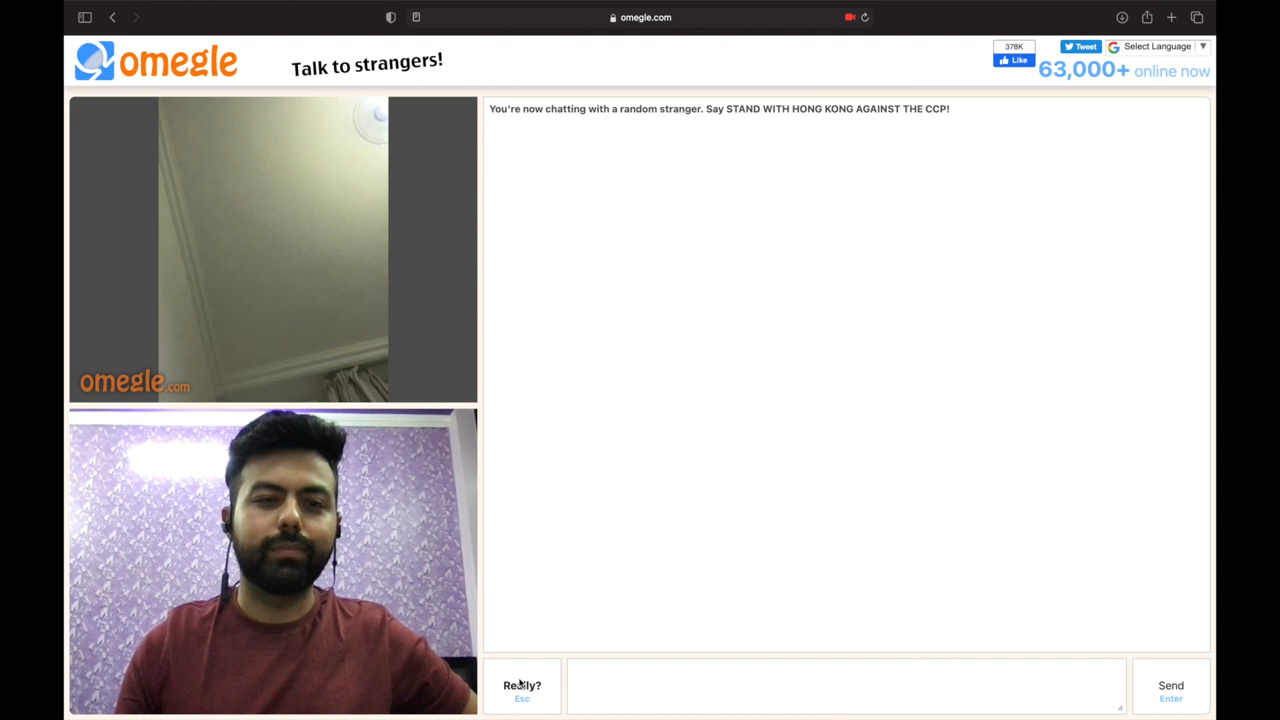 omegle.com
omegle
Talk to strangers!
378K
Like
Tweet
Select Language ▼
63,000+ online now
You're now chatting with a random stranger. Say STAND WITH HONG KONG AGAINST THE CCP!
omegle.com
Really?
Esc
Send
Enter